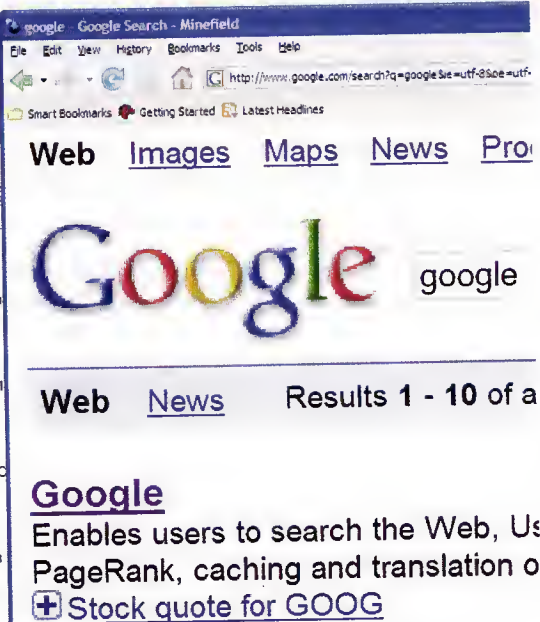 google - Google Search - Minefield
File Edit View History Bookmarks Tools Help
http://www.google.com/search?q=google&ie=utf-8&oe=utf-
Smart Bookmarks Getting Started Latest Headlines
Web Images Maps News Pro
Google google
Web News Results 1 - 10 of a
Google
Enables users to search the Web, Us
PageRank, caching and translation o
Stock quote for GOOG